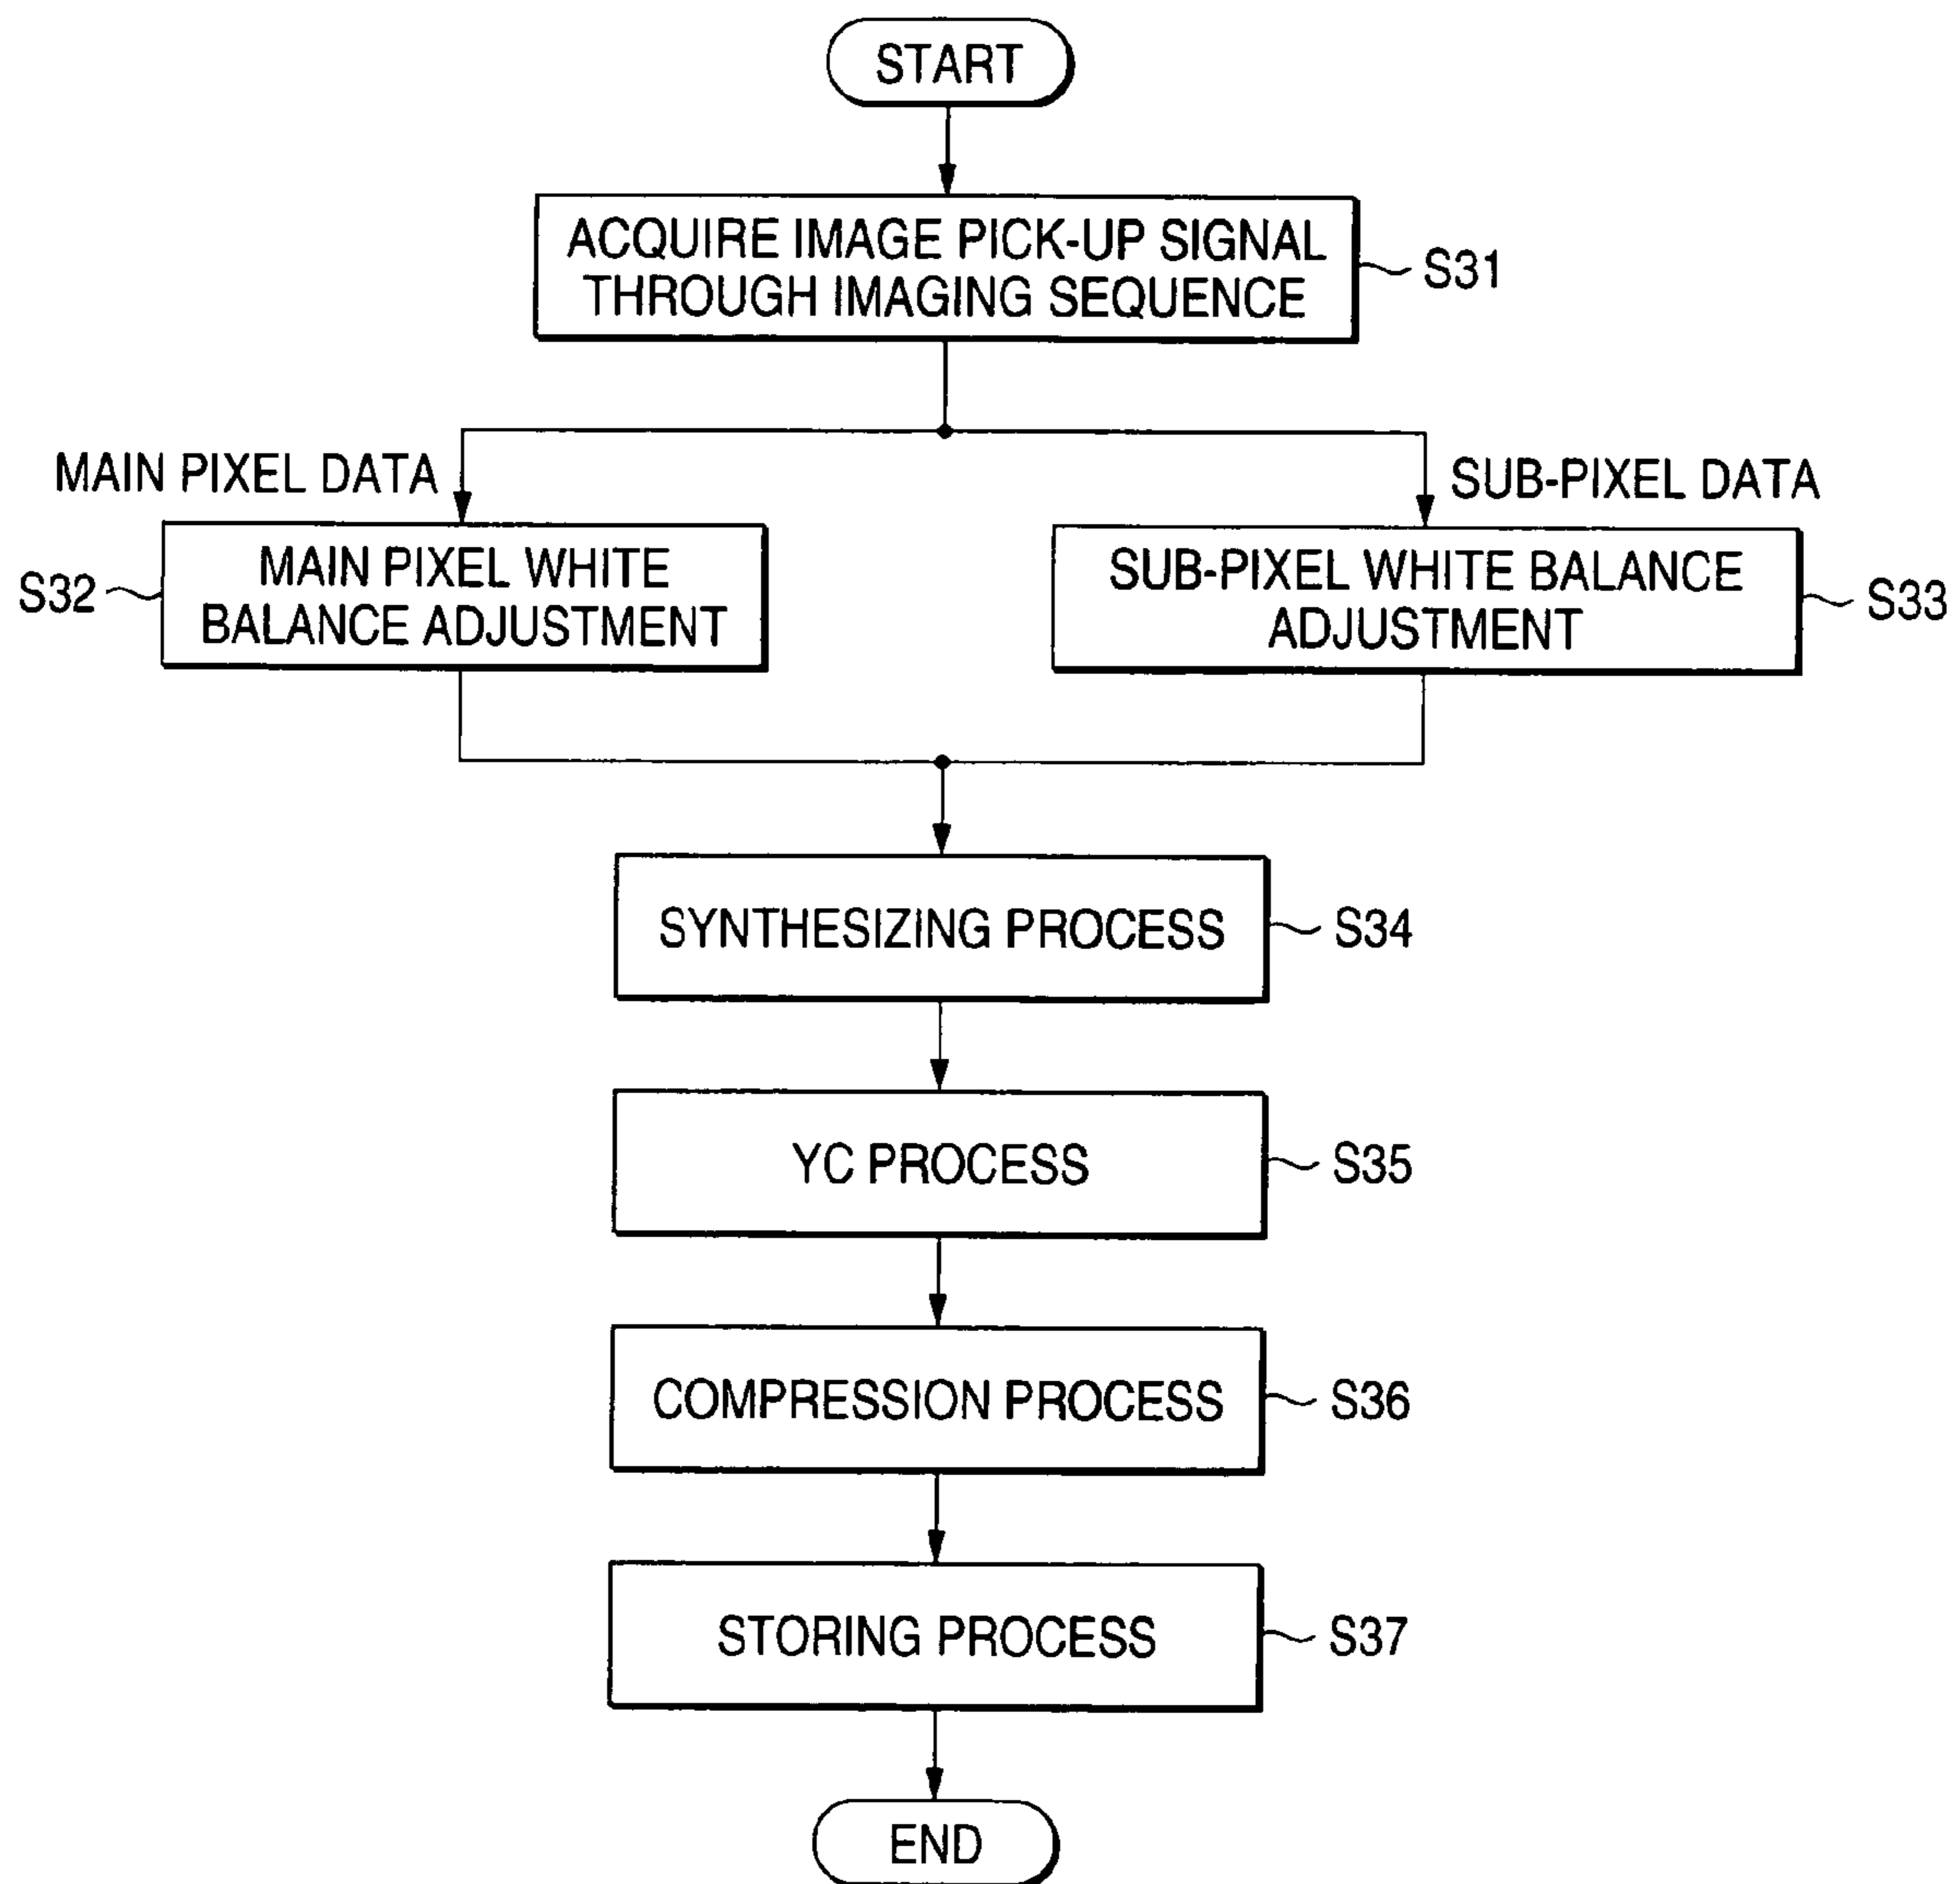 START
ACQUIRE IMAGE PICK-UP SIGNAL
THROUGH IMAGING SEQUENCE
S31
MAIN PIXEL DATA
SUB-PIXEL DATA
S32
MAIN PIXEL WHITE
BALANCE ADJUSTMENT
SUB-PIXEL WHITE BALANCE
ADJUSTMENT
S33
SYNTHESIZING PROCESS
S34
YC PROCESS
S35
COMPRESSION PROCESS
S36
STORING PROCESS
S37
END